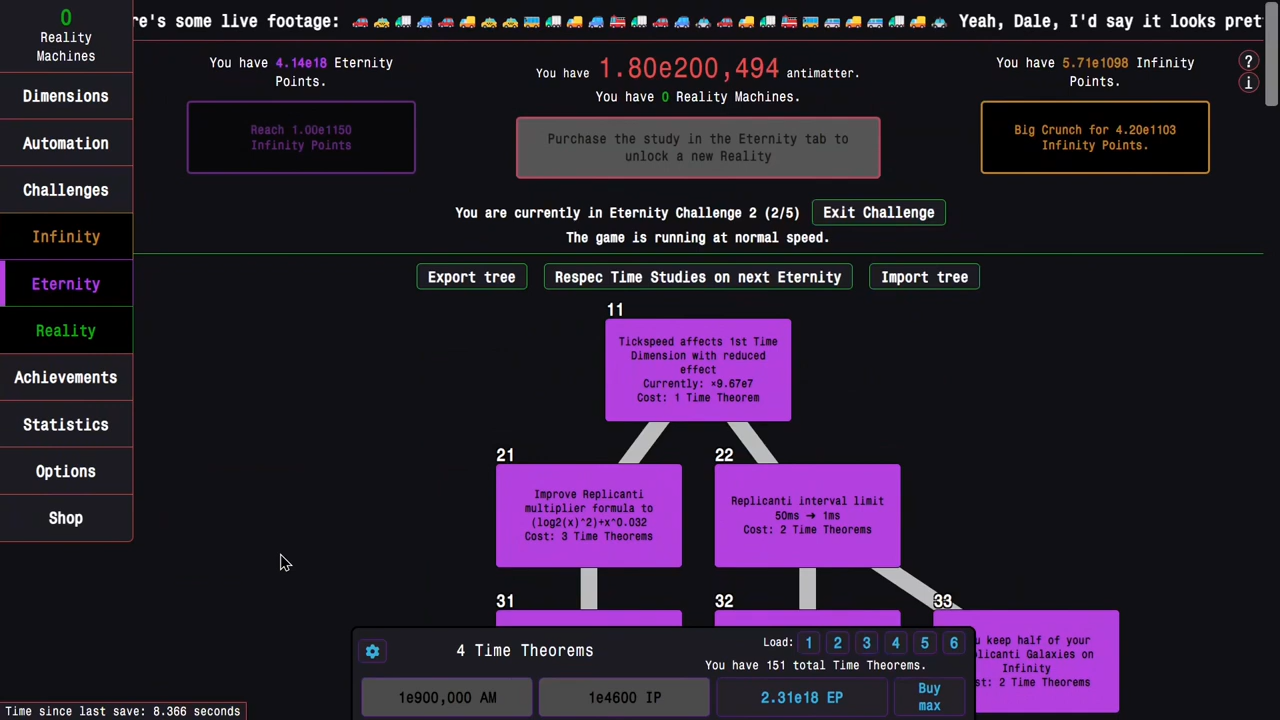 0
Reality
Machines
Dimensions
Automation
Challenges
Infinity
Eternity
Reality
Achievements
Statistics
Options
Shop
re's some live footage:
Yeah, Dale, I'd say it looks pret
You have 4.14e18 Eternity
Points.
Reach 1.00e1150
Infinity Points
You have 1.80e200,494 antimatter.
You have 0 Reality Machines.
Purchase the study in the Eternity tab to
unlock a new Reality
You have 5.71e1098 Infinity
Points.
Big Crunch for 4.20e1103
Infinity Points.
?
i
You are currently in Eternity Challenge 2 (2/5)
Exit Challenge
The game is running at normal speed.
Export tree
Respec Time Studies on next Eternity
Import tree
11
Tickspeed affects 1st Time
Dimension with reduced
effect
Currently: ×9.67e7
Cost: 1 Time Theorem
21
Improve Replicanti
multiplier formula to
(log2(x)^2)+x^0.032
Cost: 3 Time Theorems
22
Replicanti interval limit
50ms → 1ms
Cost: 2 Time Theorems
31
32
33
u keep half of your
plicanti Galaxies on
Infinity
st: 2 Time Theorems
4 Time Theorems
Load: 1 2 3 4 5 6
You have 151 total Time Theorems.
1e900,000 AM
1e4600 IP
2.31e18 EP
Buy
max
Time since last save: 8.366 seconds